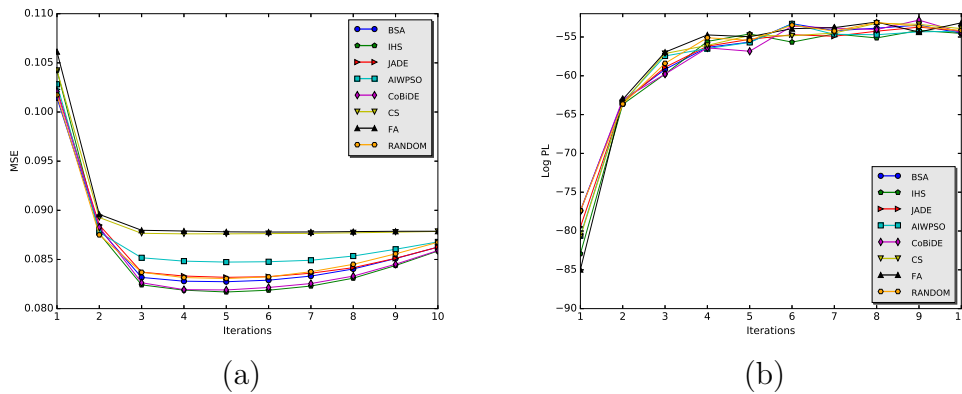 0.110
0.105
0.100
0.095
0.090
0.085
0.080
MSE
1 2 3 4 5 6 7 8 9 10
Iterations
BSA
IHS
JADE
AIWPSO
CoBiDE
CS
FA
RANDOM
(a)
−55
−60
−65
−70
−75
−80
−85
−90
Log PL
1 2 3 4 5 6 7 8 9 1
Iterations
BSA
IHS
JADE
AIWPSO
CoBiDE
CS
FA
RANDOM
(b)